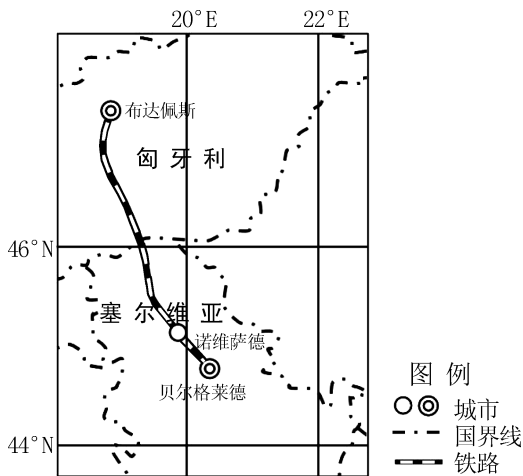 20°E 22°E
布达佩斯
匈牙利
46°N
塞尔维亚
诺维萨德
贝尔格莱德
44°N
图例
城市
国界线
铁路